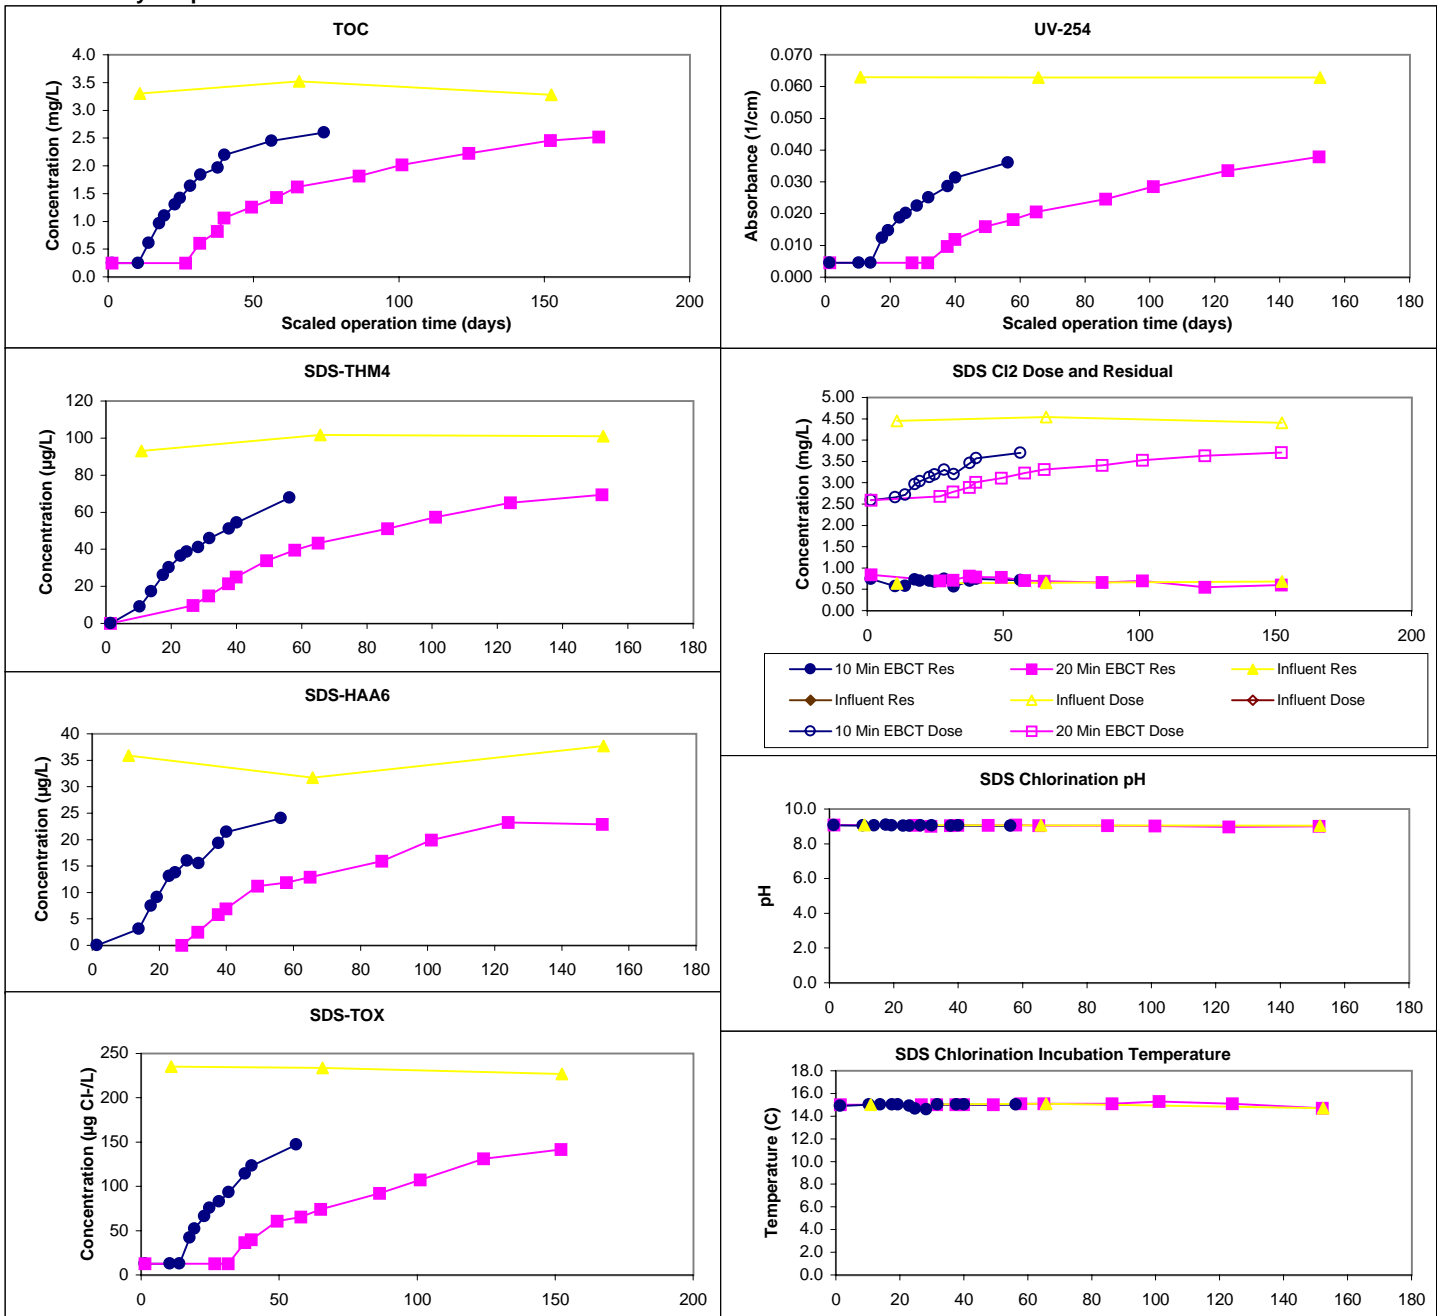 TOC
Concentration (mg/L)
4.0
3.5
3.0
2.5
2.0
1.5
1.0
0.5
0.0
0 50 100 150 200
Scaled operation time (days)
UV-254
Absorbance (1/cm)
0.070
0.060
0.050
0.040
0.030
0.020
0.010
0.000
0 20 40 60 80 100 120 140 160 180
Scaled operation time (days)
SDS-THM4
Concentration (µg/L)
120
100
80
60
40
20
0
0 20 40 60 80 100 120 140 160 180
SDS Cl2 Dose and Residual
Concentration (mg/L)
5.00
4.50
4.00
3.50
3.00
2.50
2.00
1.50
1.00
0.50
0.00
0 50 100 150 200
10 Min EBCT Res 20 Min EBCT Res Influent Res
Influent Res Influent Dose Influent Dose
10 Min EBCT Dose 20 Min EBCT Dose
SDS-HAA6
Concentration (µg/L)
40
35
30
25
20
15
10
5
0
0 20 40 60 80 100 120 140 160 180
SDS Chlorination pH
pH
10.0
8.0
6.0
4.0
2.0
0.0
0 20 40 60 80 100 120 140 160 180
SDS-TOX
Concentration (µg Cl-/L)
250
200
150
100
50
0
0 50 100 150 200
SDS Chlorination Incubation Temperature
Temperature (C)
18.0
16.0
14.0
12.0
10.0
8.0
6.0
4.0
2.0
0.0
0 20 40 60 80 100 120 140 160 180